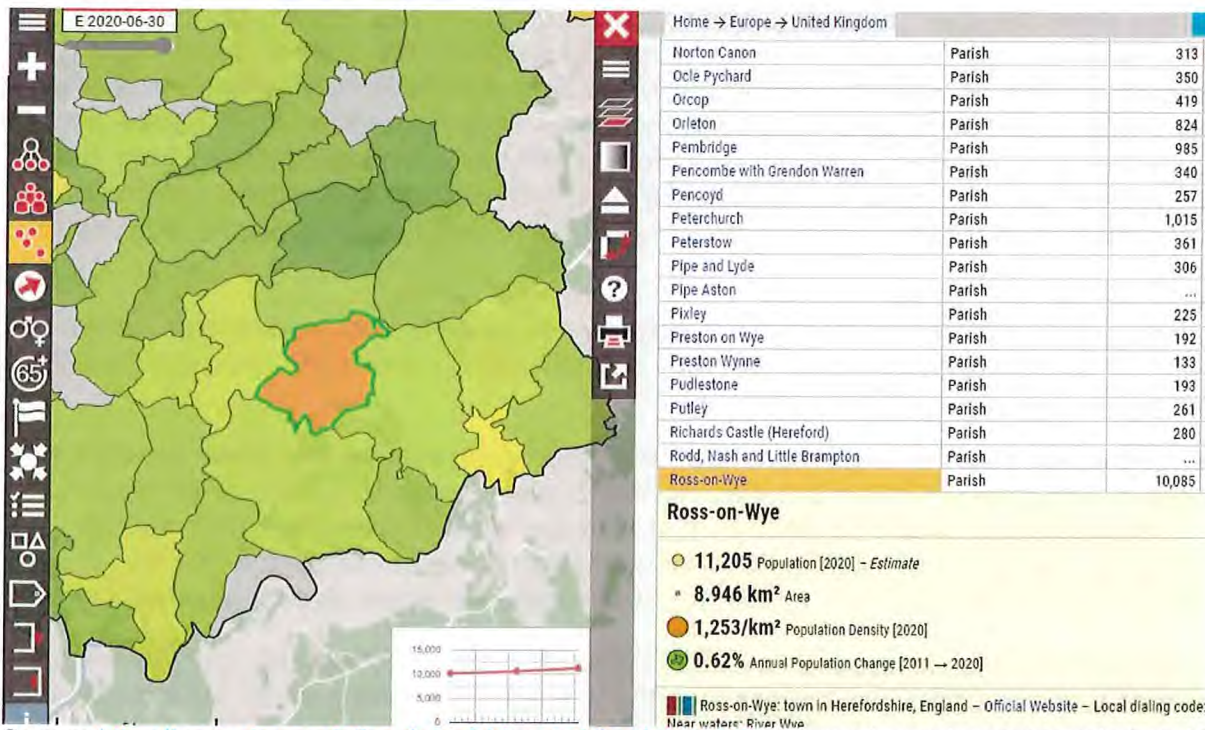 E 2020-06-30
65+
15,000
10,000
5,000
0
Home → Europe → United Kingdom
Norton Canon Parish 313
Ocle Pychard Parish 350
Orcop Parish 419
Orleton Parish 824
Pembridge Parish 985
Pencombe with Grendon Warren Parish 340
Pencoyd Parish 257
Peterchurch Parish 1,015
Peterstow Parish 361
Pipe and Lyde Parish 306
Pipe Aston Parish ...
Pixley Parish 225
Preston on Wye Parish 192
Preston Wynne Parish 133
Pudlestone Parish 193
Putley Parish 261
Richards Castle (Hereford) Parish 280
Rodd, Nash and Little Brampton Parish ...
Ross-on-Wye Parish 10,085
Ross-on-Wye
11,205 Population [2020] – Estimate
8.946 km² Area
1,253/km² Population Density [2020]
0.62% Annual Population Change [2011 → 2020]
Ross-on-Wye: town in Herefordshire, England – Official Website – Local dialing code:
Near waters: River Wye